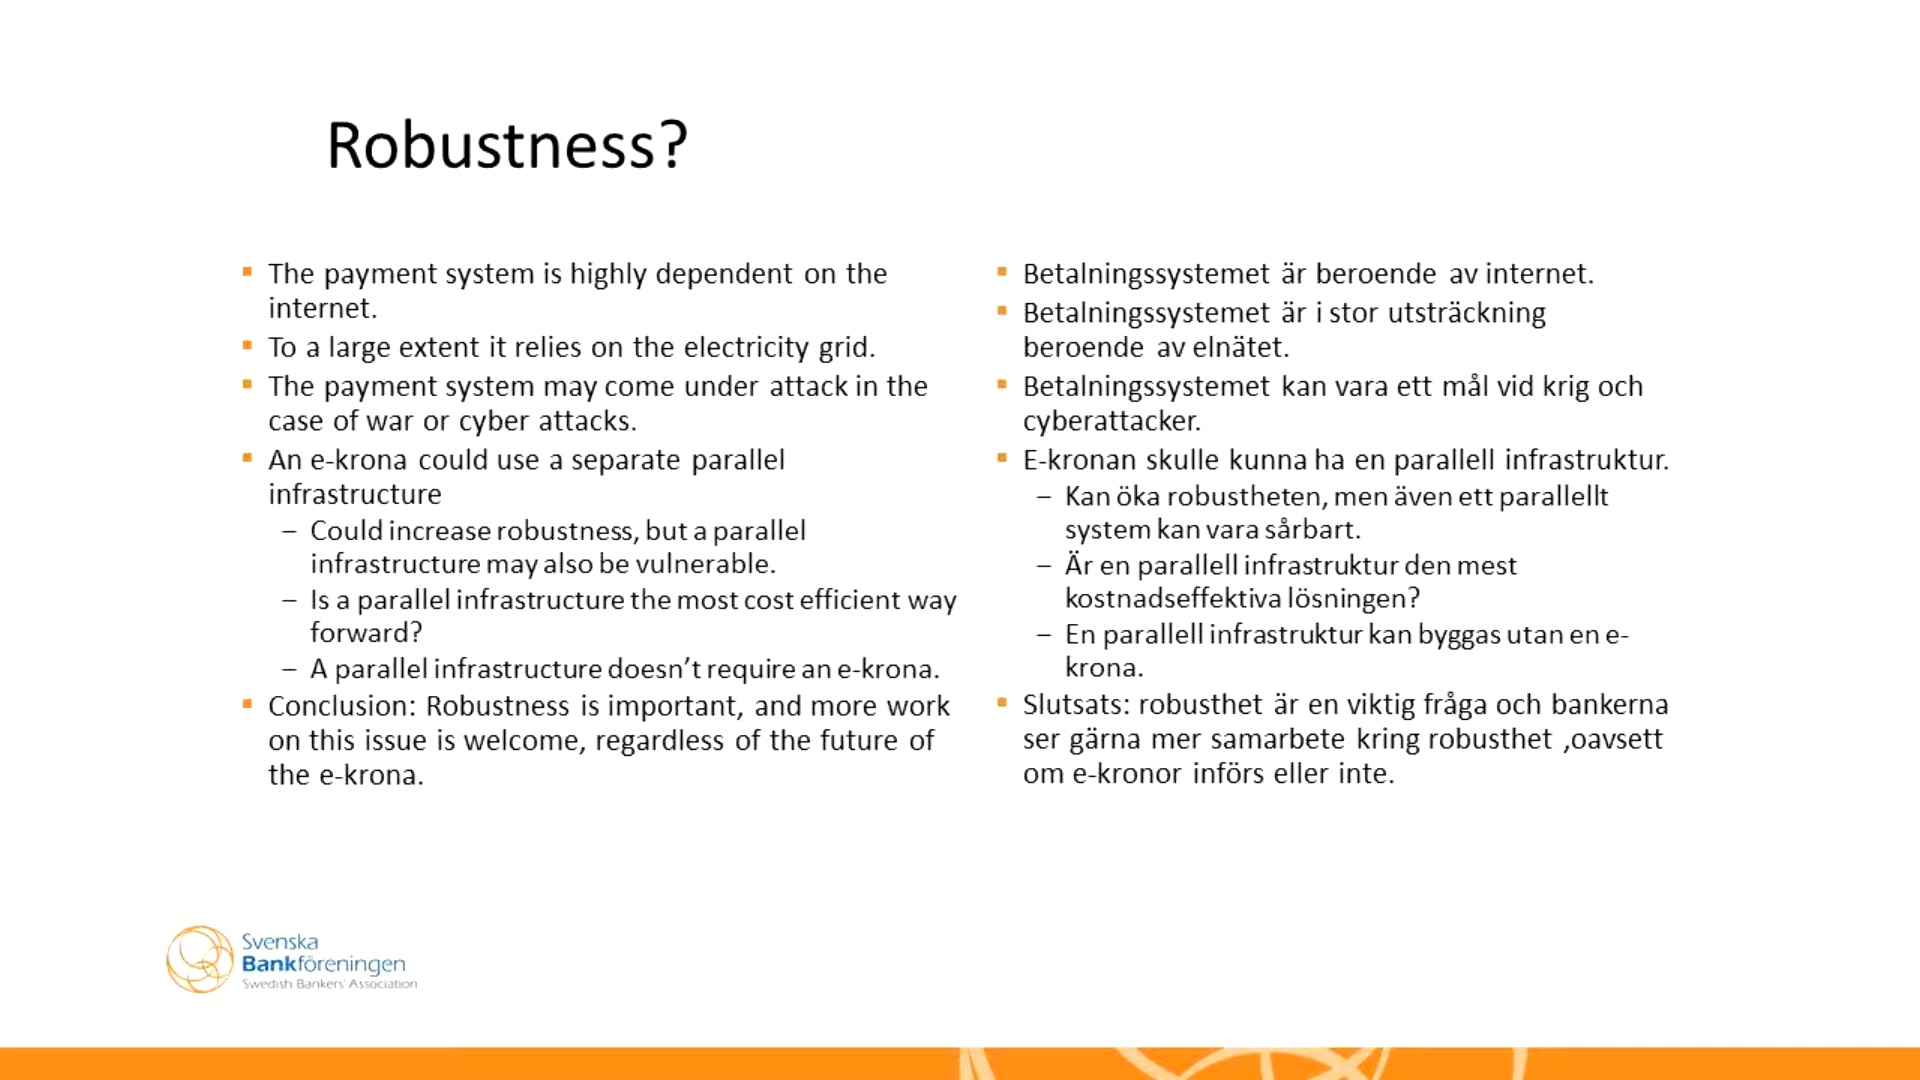 Robustness?
▪ The payment system is highly dependent on the
internet.
▪ To a large extent it relies on the electricity grid.
▪ The payment system may come under attack in the
case of war or cyber attacks.
▪ An e-krona could use a separate parallel
infrastructure
– Could increase robustness, but a parallel
infrastructure may also be vulnerable.
– Is a parallel infrastructure the most cost efficient way
forward?
– A parallel infrastructure doesn’t require an e-krona.
▪ Conclusion: Robustness is important, and more work
on this issue is welcome, regardless of the future of
the e-krona.
▪ Betalningssystemet är beroende av internet.
▪ Betalningssystemet är i stor utsträckning
beroende av elnätet.
▪ Betalningssystemet kan vara ett mål vid krig och
cyberattacker.
▪ E-kronan skulle kunna ha en parallell infrastruktur.
– Kan öka robustheten, men även ett parallellt
system kan vara sårbart.
– Är en parallell infrastruktur den mest
kostnadseffektiva lösningen?
– En parallell infrastruktur kan byggas utan en e-
krona.
▪ Slutsats: robusthet är en viktig fråga och bankerna
ser gärna mer samarbete kring robusthet ,oavsett
om e-kronor införs eller inte.
Svenska
Bankföreningen
Swedish Bankers' Association